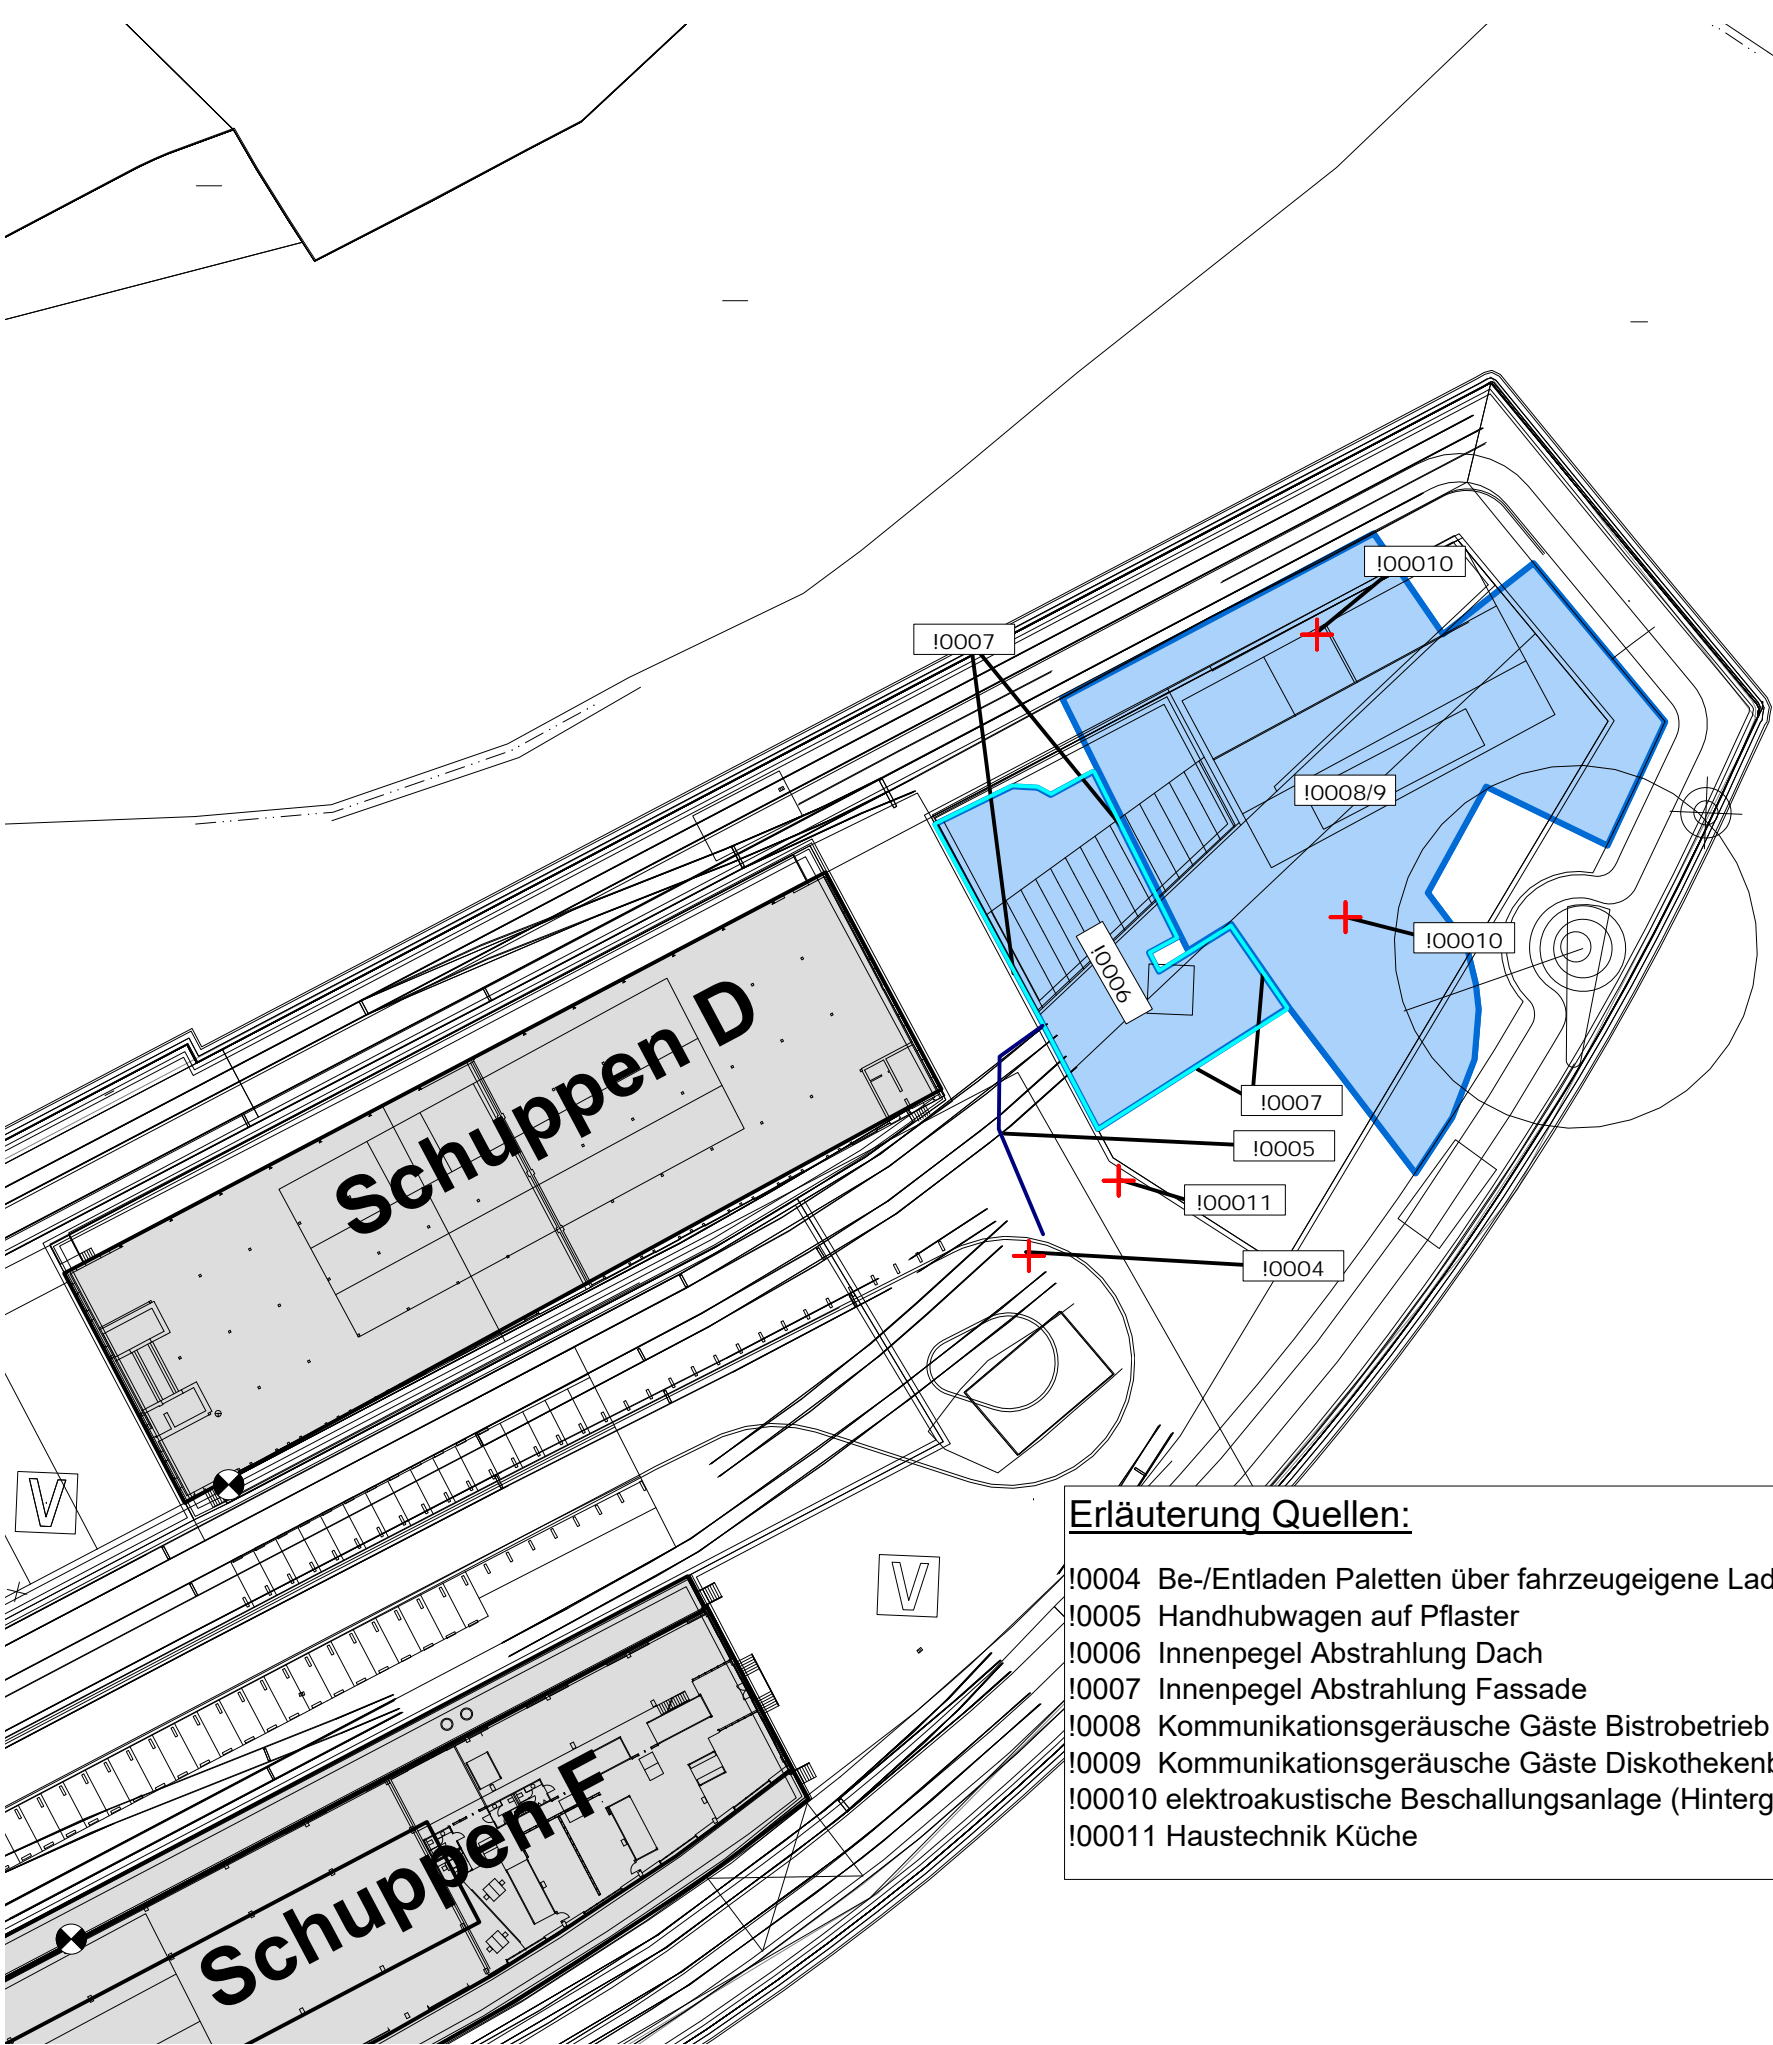 !00010
!0007
!0008/9
!00010
!0006
!0007
!0005
!00011
!0004
Schuppen D
V
V
Schuppen F
Erläuterung Quellen:
!0004 Be-/Entladen Paletten über fahrzeugeigene Lad
!0005 Handhubwagen auf Pflaster
!0006 Innenpegel Abstrahlung Dach
!0007 Innenpegel Abstrahlung Fassade
!0008 Kommunikationsgeräusche Gäste Bistrobetrieb
!0009 Kommunikationsgeräusche Gäste Diskotheken
!00010 elektroakustische Beschallungsanlage (Hinterg
!00011 Haustechnik Küche